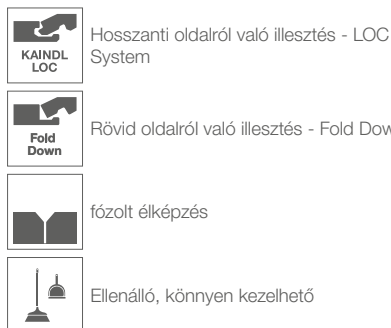 Hosszanti oldalról való illesztés - LOC
System
KAINDL
LOC
Rövid oldalról való illesztés - Fold
Fold
Down
fózolt élképzés
Ellenálló, könnyen kezelhető